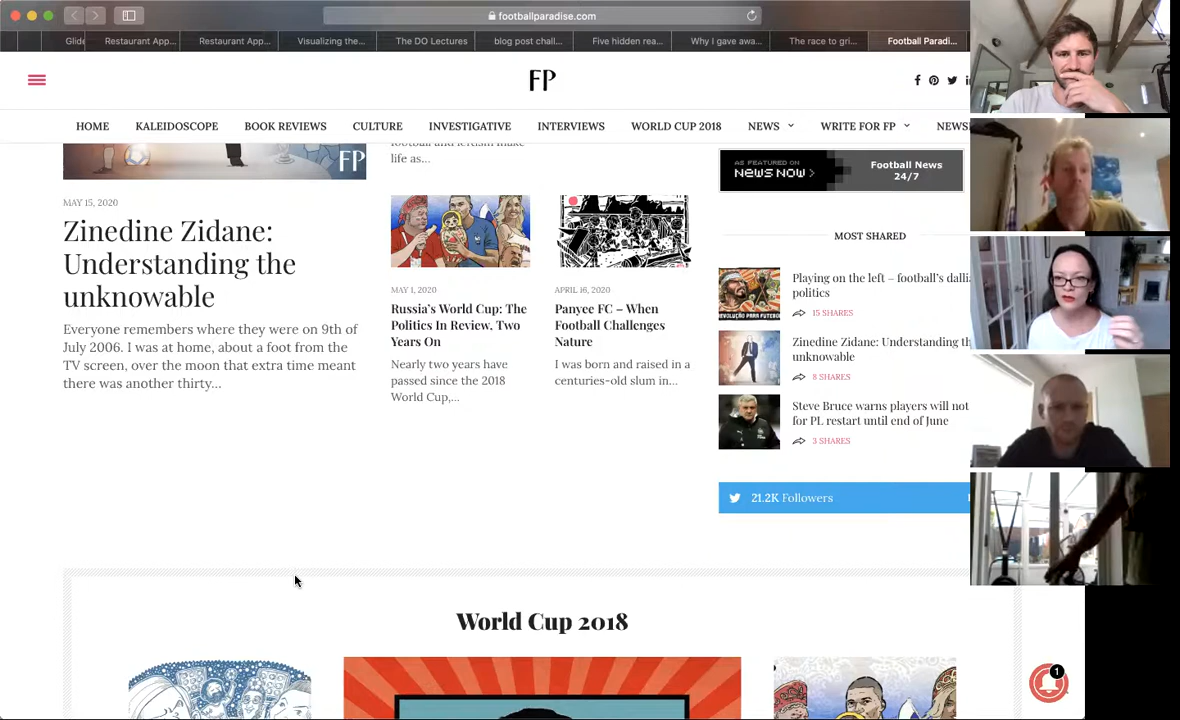 footballparadise.com
Glide
Restaurant App...
Restaurant App...
Visualizing the...
The DO Lectures
blog post chall...
Five hidden rea...
Why I gave awa...
The race to gri...
Football Paradi...
FP
HOME
KALEIDOSCOPE
BOOK REVIEWS
CULTURE
INVESTIGATIVE
INTERVIEWS
WORLD CUP 2018
NEWS
WRITE FOR FP
NEWS
FP
MAY 15, 2020
Zinedine Zidane:
Understanding the
unknowable
Everyone remembers where they were on 9th of
July 2006. I was at home, about a foot from the
TV screen, over the moon that extra time meant
there was another thirty...
life as...
MAY 1, 2020
Russia's World Cup: The
Politics In Review, Two
Years On
Nearly two years have
passed since the 2018
World Cup,...
APRIL 16, 2020
Panyee FC – When
Football Challenges
Nature
I was born and raised in a
centuries-old slum in...
AS FEATURED ON
NEWS NOW >
Football News
24/7
MOST SHARED
Playing on the left – football's dallia
politics
15 SHARES
Zinedine Zidane: Understanding th
unknowable
8 SHARES
Steve Bruce warns players will not
for PL restart until end of June
3 SHARES
21.2K Followers
World Cup 2018
1